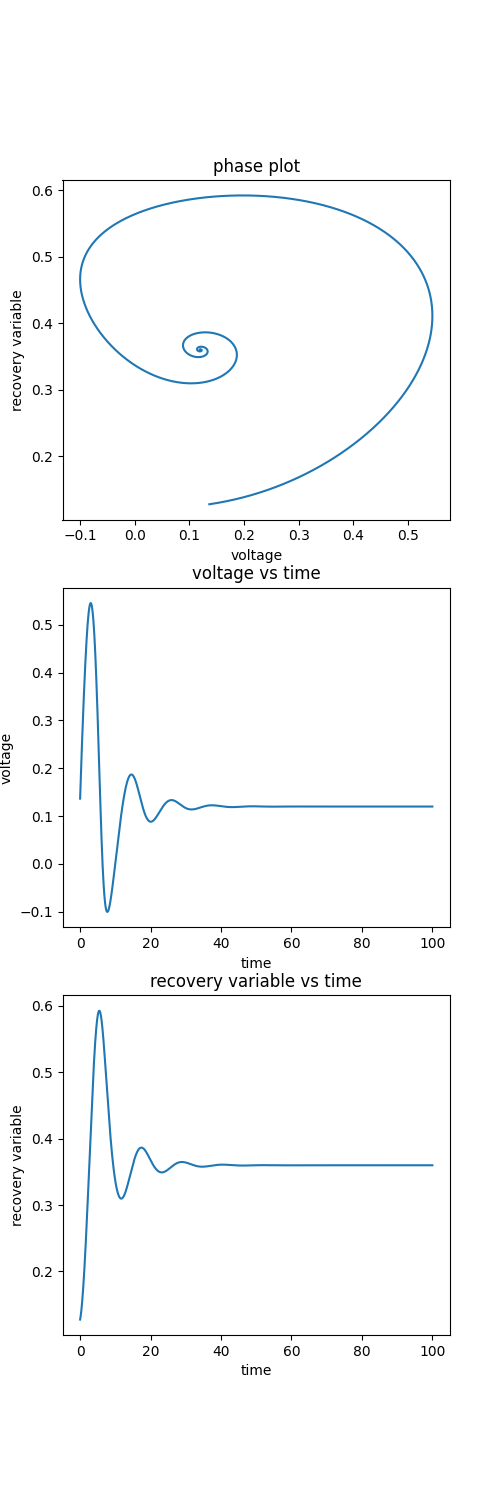 phase plot
0.6
0.5
0.4
0.3
0.2
recovery variable
−0.1 0.0 0.1 0.2 0.3 0.4 0.5
voltage
voltage vs time
0.5
0.4
0.3
0.2
0.1
0.0
−0.1
voltage
0 20 40 60 80 100
time
recovery variable vs time
0.6
0.5
0.4
0.3
0.2
recovery variable
0 20 40 60 80 100
time